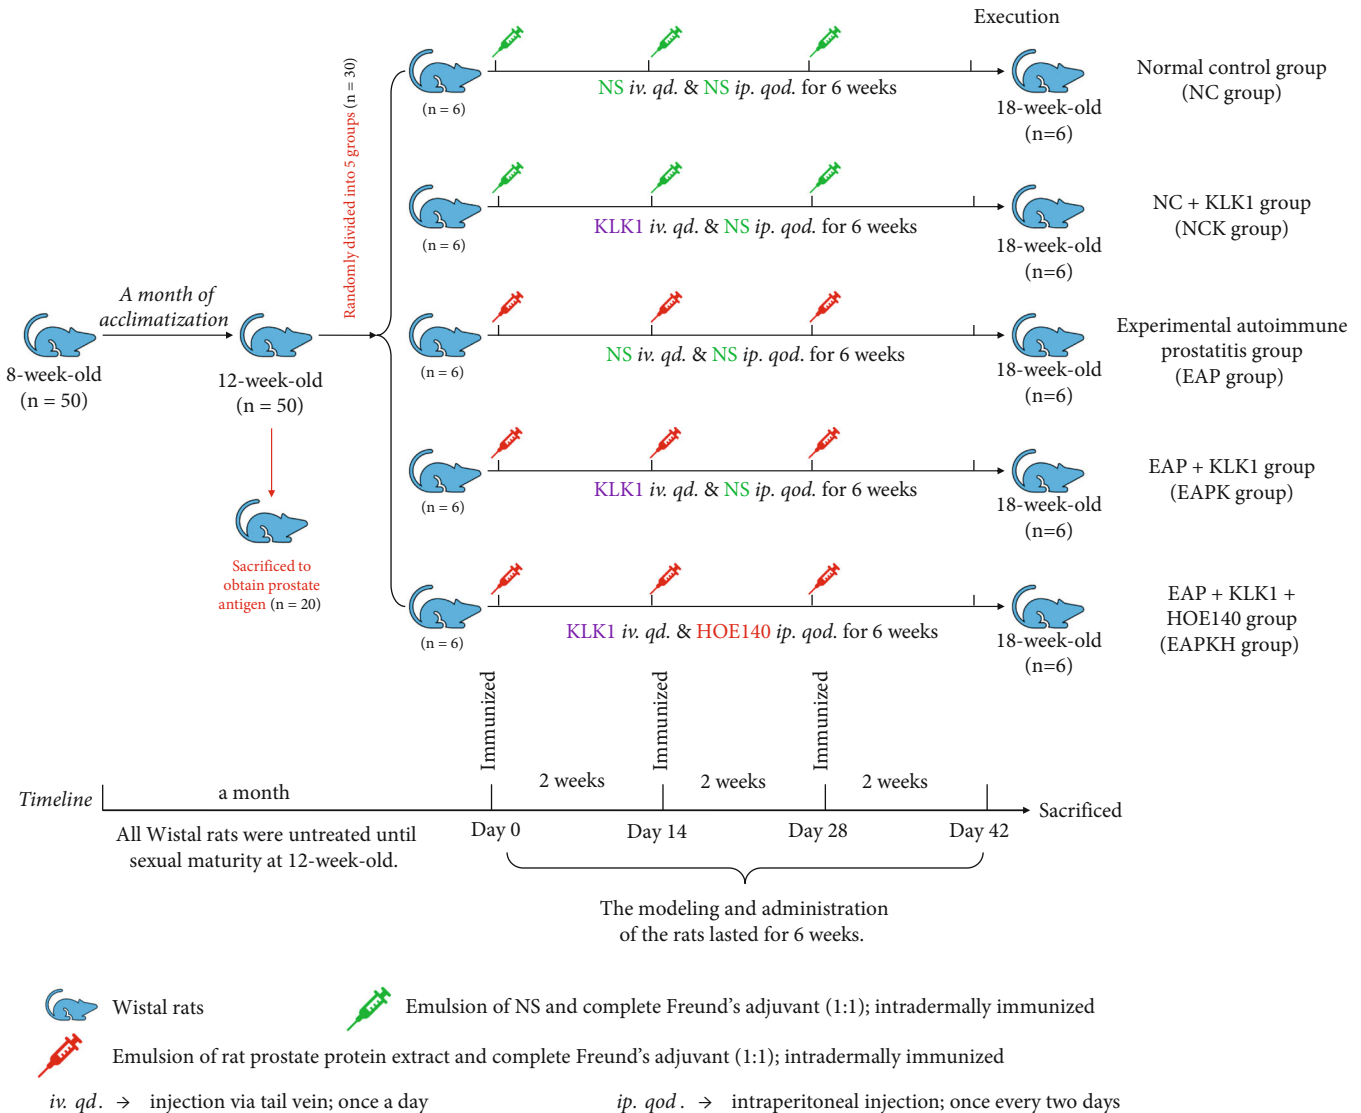 Execution
Randomly divided into 5 groups (n = 30)
(n = 6)
NS iv. qd. & NS ip. qod. for 6 weeks
18-week-old
(n=6)
Normal control group
(NC group)
(n = 6)
KLK1 iv. qd. & NS ip. qod. for 6 weeks
18-week-old
(n=6)
NC + KLK1 group
(NCK group)
8-week-old
(n = 50)
A month of
acclimatization
12-week-old
(n = 50)
(n = 6)
NS iv. qd. & NS ip. qod. for 6 weeks
18-week-old
(n=6)
Experimental autoimmune
prostatitis group
(EAP group)
(n = 6)
KLK1 iv. qd. & NS ip. qod. for 6 weeks
18-week-old
(n=6)
EAP + KLK1 group
(EAPK group)
Sacrificed to
obtain prostate
antigen (n = 20)
(n = 6)
KLK1 iv. qd. & HOE140 ip. qod. for 6 weeks
18-week-old
(n=6)
EAP + KLK1 +
HOE140 group
(EAPKH group)
Immunized
Immunized
Immunized
Timeline
a month
2 weeks
2 weeks
2 weeks
Sacrificed
All Wistal rats were untreated until
sexual maturity at 12-week-old.
Day 0
Day 14
Day 28
Day 42
The modeling and administration
of the rats lasted for 6 weeks.
Wistal rats
Emulsion of NS and complete Freund's adjuvant (1:1); intradermally immunized
Emulsion of rat prostate protein extract and complete Freund's adjuvant (1:1); intradermally immunized
iv. qd. → injection via tail vein; once a day
ip. qod. → intraperitoneal injection; once every two days